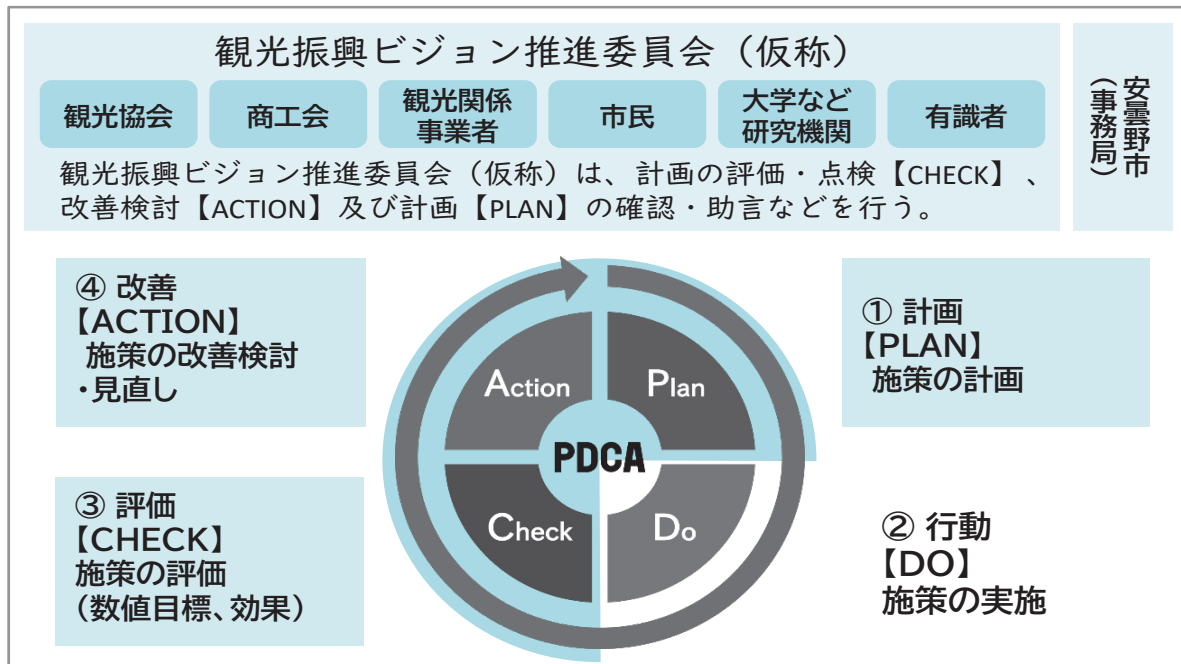 観光振興ビジョン推進委員会（仮称）
観光協会
商工会
観光関係
事業者
市民
大学など
研究機関
有識者
観光振興ビジョン推進委員会（仮称）は、計画の評価・点検【CHECK】、
改善検討【ACTION】及び計画【PLAN】の確認・助言などを行う。
安曇野市
（事務局）
④ 改善
【ACTION】
施策の改善検討
・見直し
① 計画
【PLAN】
施策の計画
Action
Plan
PDCA
Check
Do
③ 評価
【CHECK】
施策の評価
（数値目標、効果）
② 行動
【DO】
施策の実施